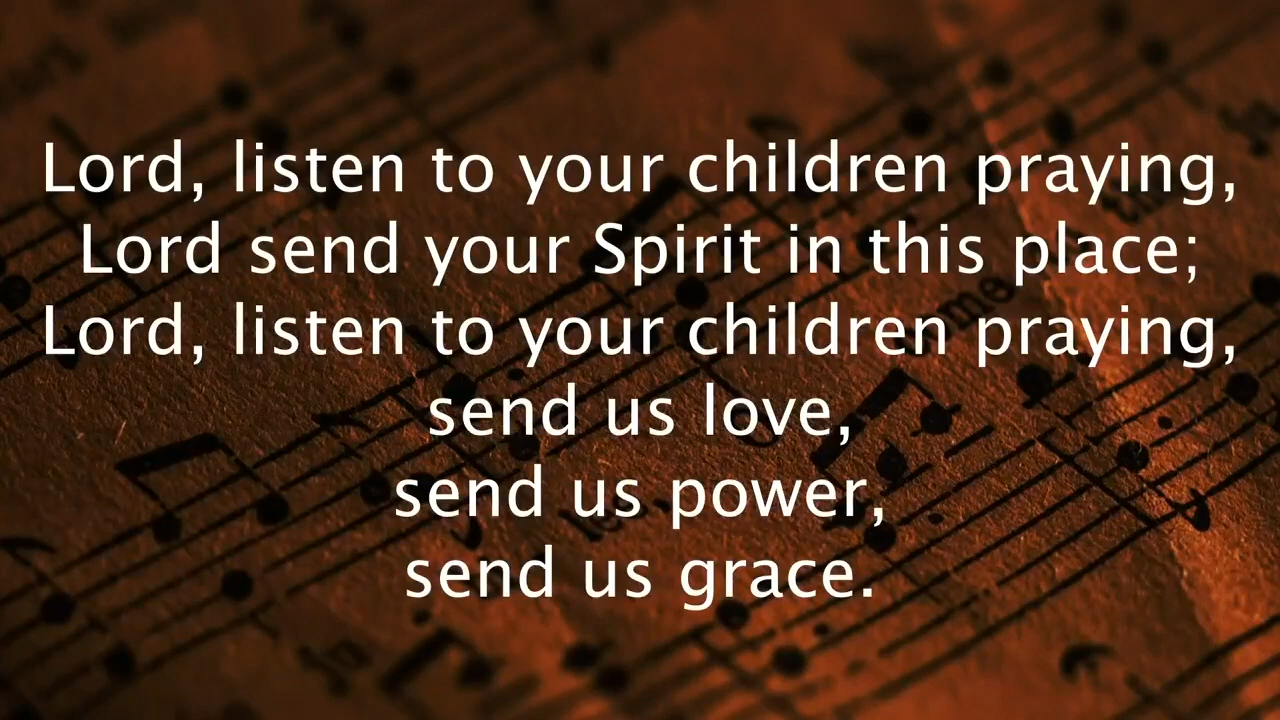 Lord, listen to your children praying,
Lord send your Spirit in this place;
Lord, listen to your children praying,
send us love,
send us power,
send us grace.